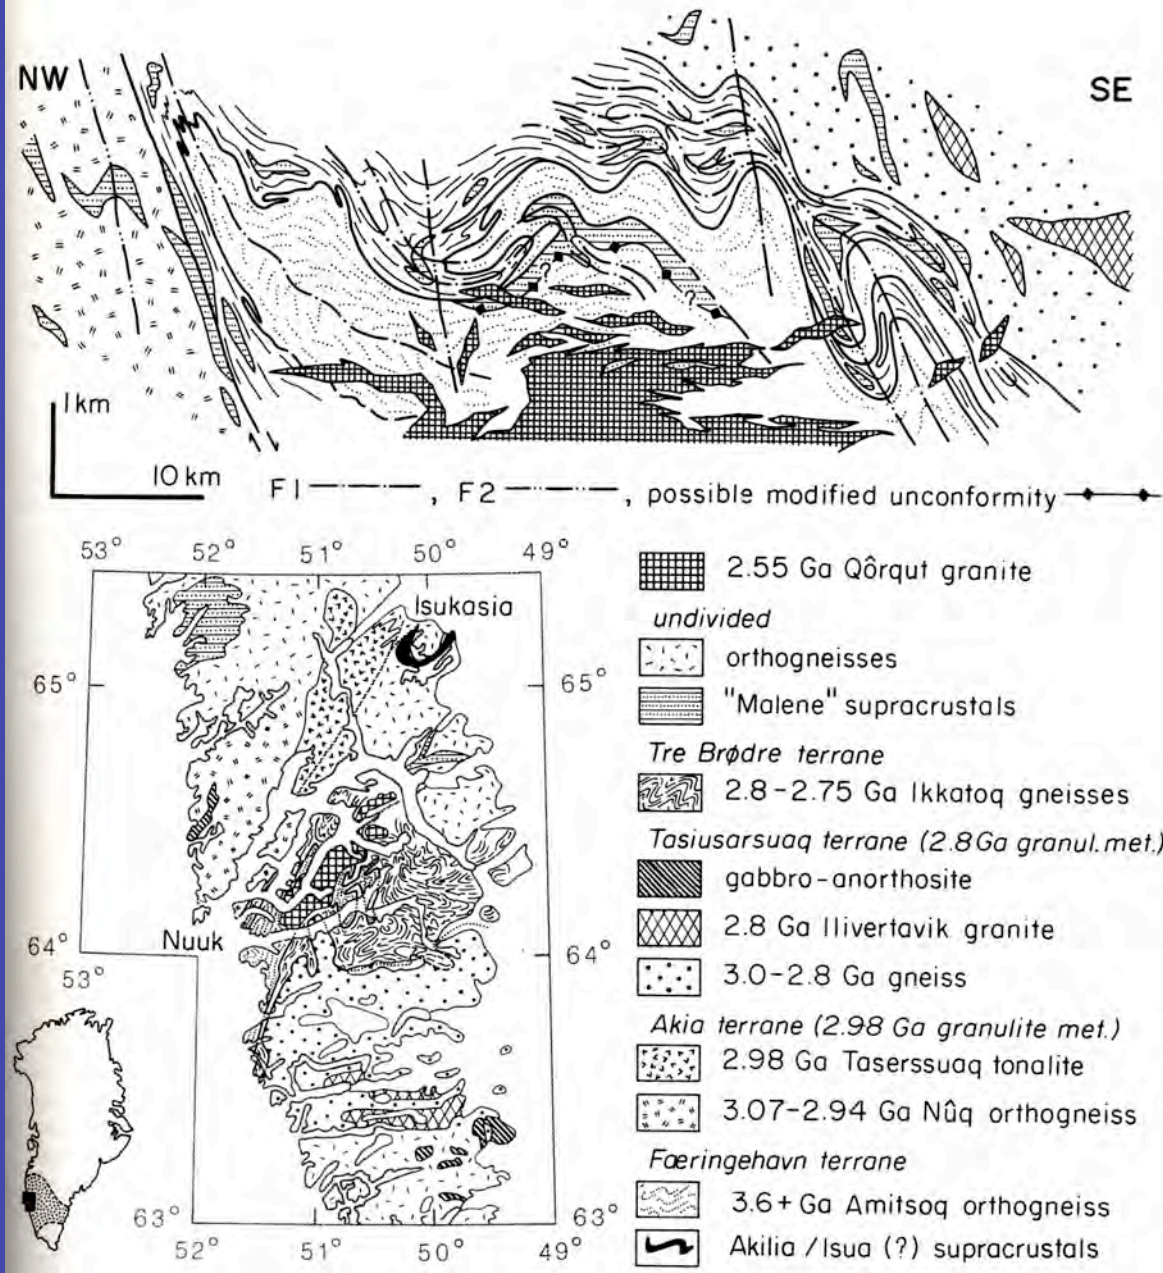 NW
SE
1 km
10 km
F1 , F2 , possible modified unconformity
53° 52° 51° 50° 49°
Isukasia
65° 65°
Nuuk
64° 64°
53°
63° 63°
52° 51° 50° 49°
?
?
2.55 Ga Qôrqut granite
undivided
orthogneisses
"Malene" supracrustals
Tre Brødre terrane
2.8-2.75 Ga Ikkatoq gneisses
Tasiusarsuaq terrane (2.8 Ga granul. met.)
gabbro-anorthosite
2.8 Ga Ilivertavik granite
3.0-2.8 Ga gneiss
Akia terrane (2.98 Ga granulite met.)
2.98 Ga Taserssuaq tonalite
3.07-2.94 Ga Nûq orthogneiss
Færingehavn terrane
3.6+ Ga Amitsoq orthogneiss
Akilia / Isua (?) supracrustals